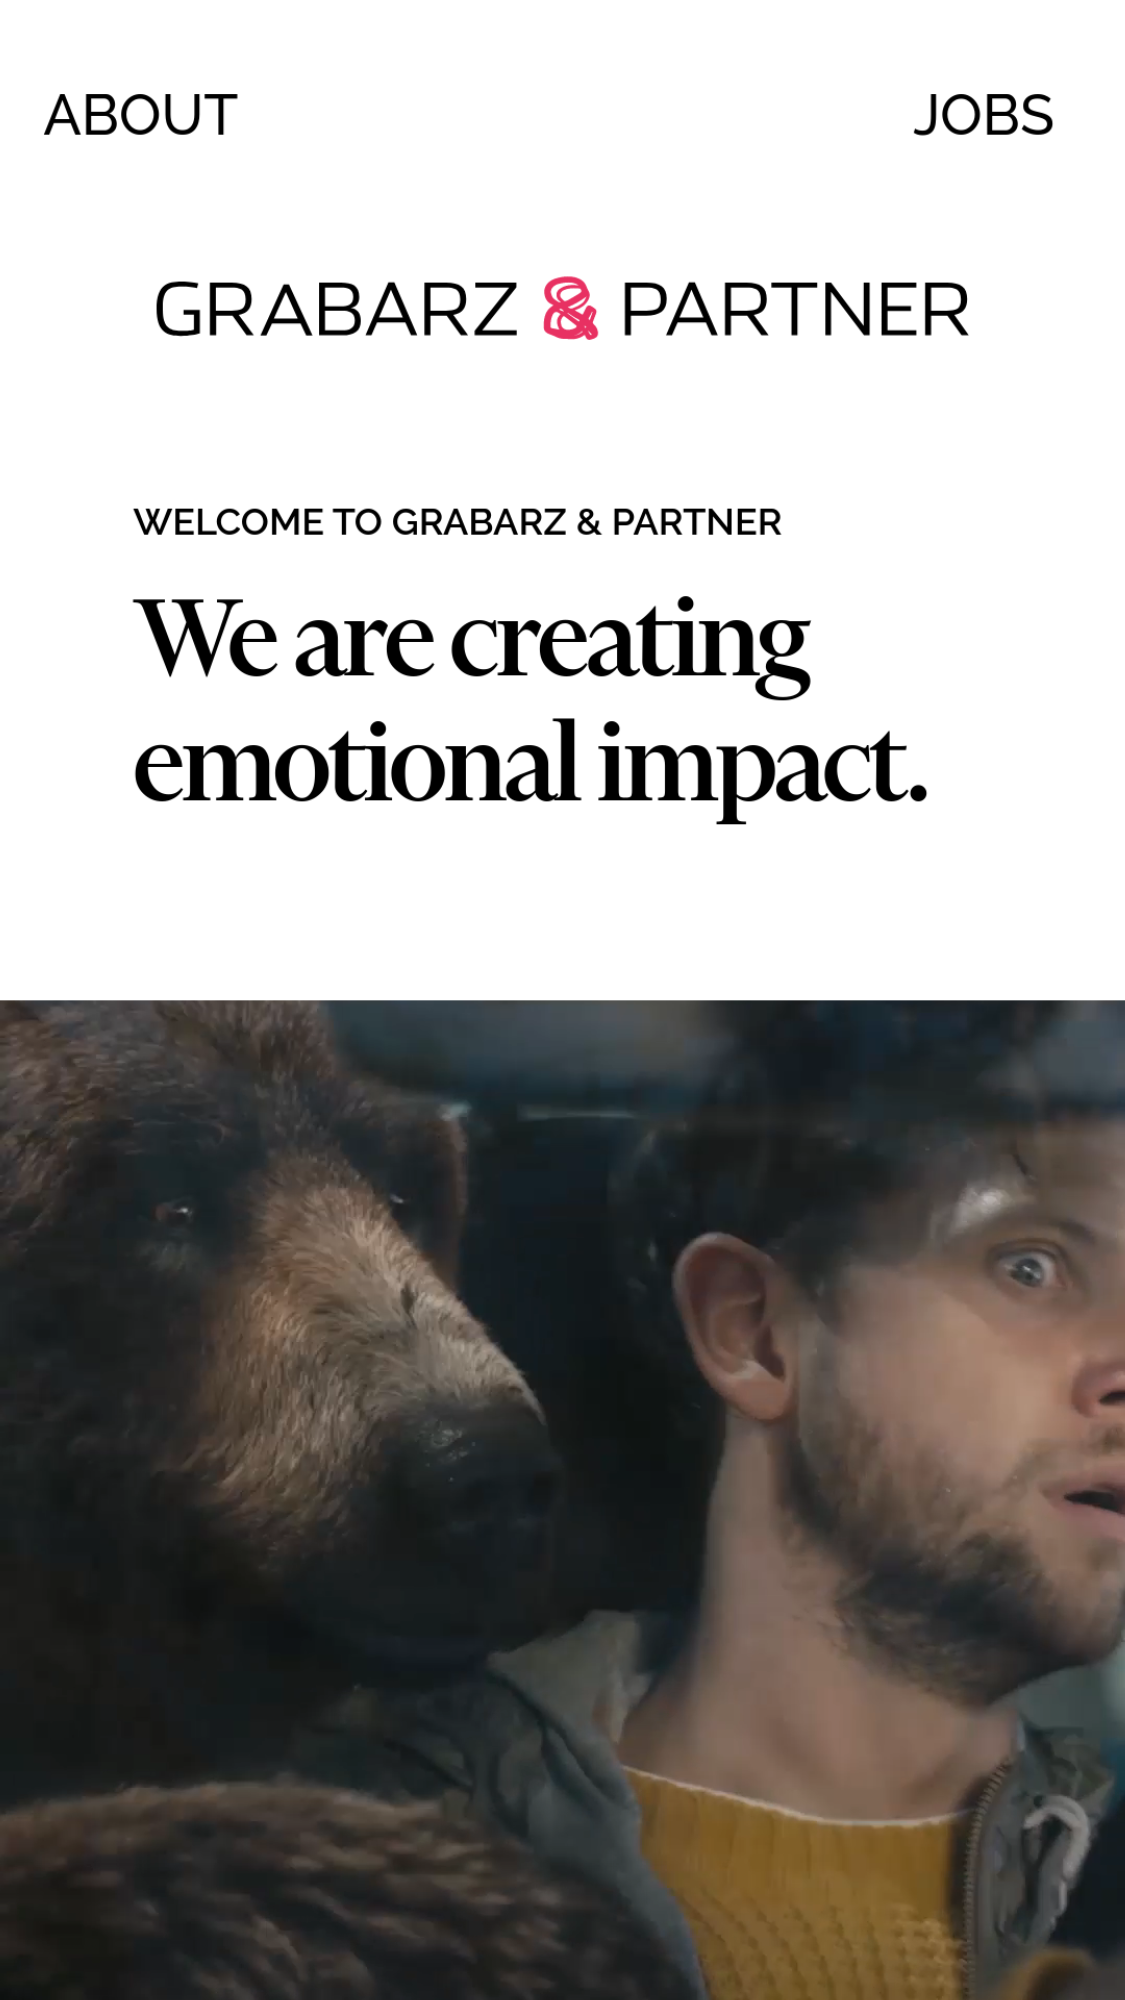 ABOUT
JOBS
GRABARZ & PARTNER
WELCOME TO GRABARZ & PARTNER
We are creating
emotional impact.